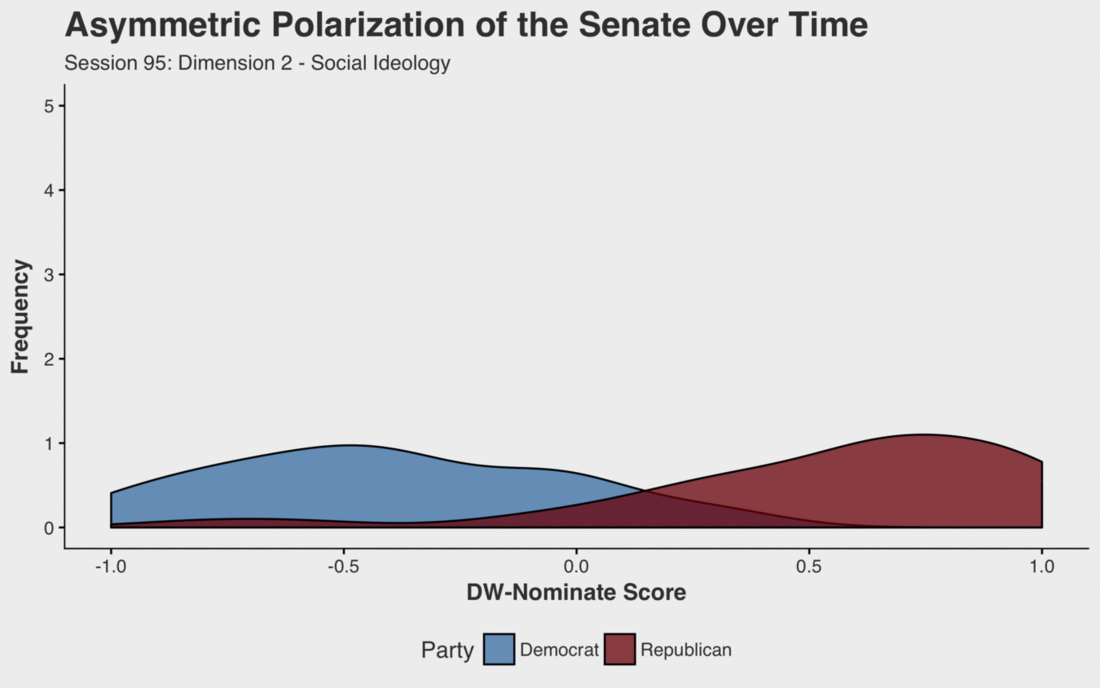 Asymmetric Polarization of the Senate Over Time
Session 95: Dimension 2 - Social Ideology
Frequency
5
4
3
2
1
0
-1.0 -0.5 0.0 0.5 1.0
DW-Nominate Score
Party Democrat Republican